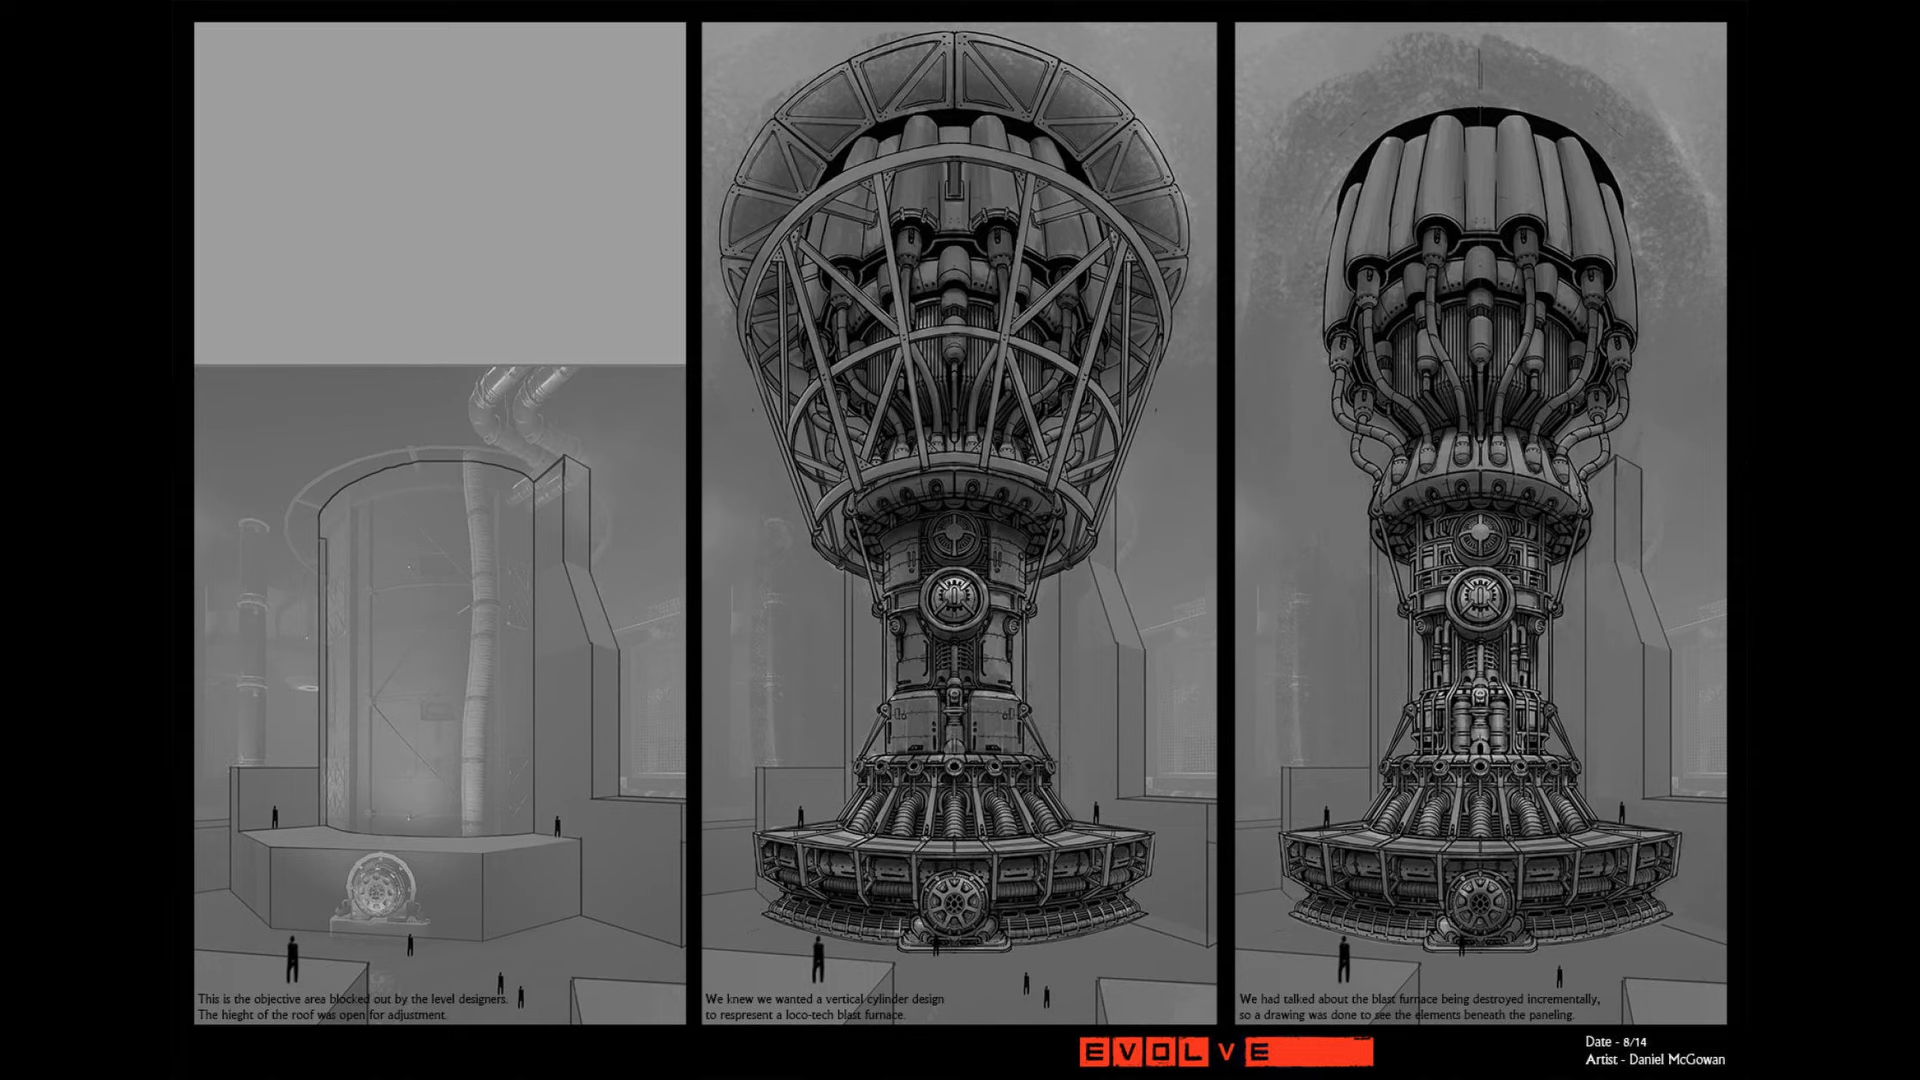 This is the objective area blocked out by the level designers.
The hieght of the roof was open for adjustment.
We knew we wanted a vertical cylinder design
to respresent a loco-tech blast furnace.
We had talked about the blast furnace being destroyed incrementally,
so a drawing was done to see the elements beneath the paneling.
EVOLVE
Date - 8/14
Artist - Daniel McGowan